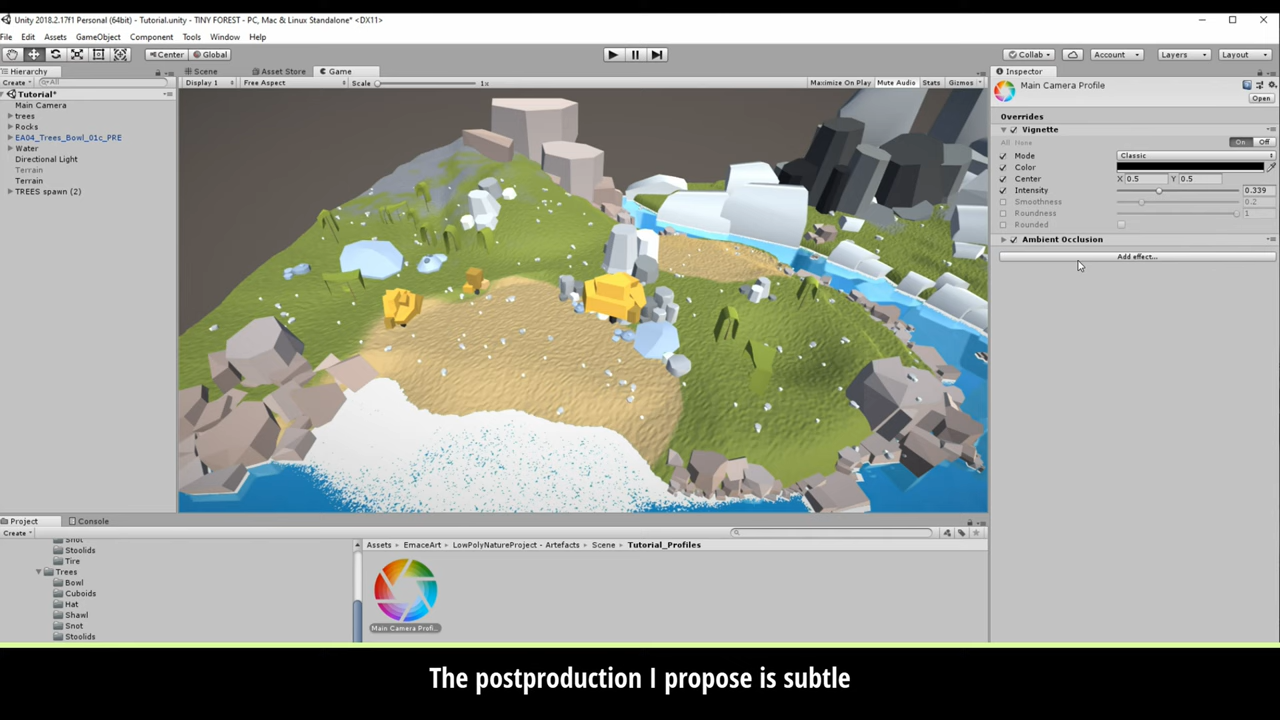 Unity 2018.2.17f1 Personal (64bit) - Tutorial.unity - TINY FOREST - PC, Mac & Linux Standalone* <DX11>
File Edit Assets GameObject Component Tools Window Help
Center Global Collab Account Layers Layout
Hierarchy Scene Asset Store Game Inspector
Create All Display 1 Free Aspect Scale 1x Maximize On Play Mute Audio Stats Gizmos
Main Camera Profile
Open
Tutorial*
Main Camera
trees
Rocks
EA04_Trees_Bowl_01c_PRE
Water
Directional Light
Terrain
Terrain
TREES spawn (2)
Overrides
Vignette
All None On Off
Mode Classic
Color
Center X 0.5 Y 0.5
Intensity 0.339
Smoothness 0.2
Roundness 1
Rounded
Ambient Occlusion
Add effect...
Project Console
Create
Assets EmaceArt LowPolyNatureProject - Artefacts Scene Tutorial_Profiles
Snot
Stoolids
Tire
Trees
Bowl
Cuboids
Hat
Shawl
Snot
Stoolids
Main Camera Profi...
The postproduction I propose is subtle